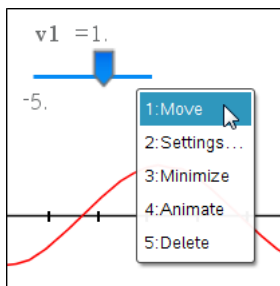 v1 =1.
-5.
1:Move
2:Settings...
3:Minimize
4:Animate
5:Delete